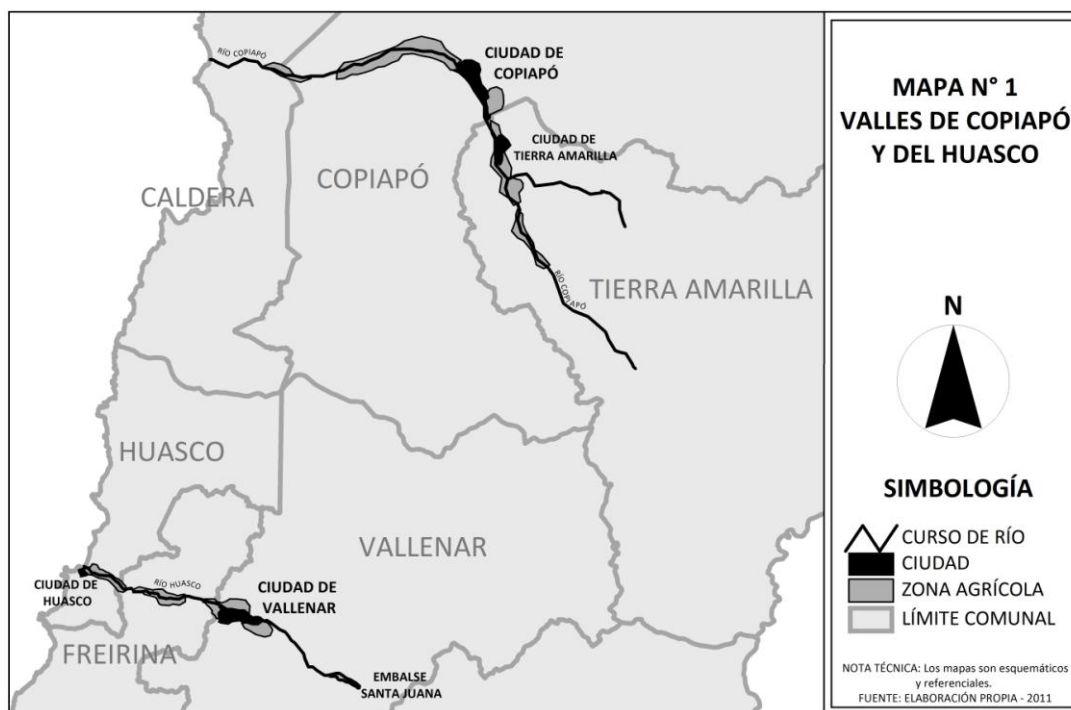 RÍO COPIAPÓ
CIUDAD DE
COPIAPÓ
CIUDAD DE
TIERRA AMARILLA
CALDERA
COPIAPÓ
RÍO COPIAPÓ
TIERRA AMARILLA
HUASCO
VALLENAR
CIUDAD DE
HUASCO
RÍO HUASCO
CIUDAD DE
VALLENAR
FREIRINA
EMBALSE
SANTA JUANA
MAPA N° 1
VALLES DE COPIAPÓ
Y DEL HUASCO
N
SIMBOLOGÍA
CURSO DE RÍO
CIUDAD
ZONA AGRÍCOLA
LÍMITE COMUNAL
NOTA TÉCNICA: Los mapas son esquemáticos
y referenciales.
FUENTE: ELABORACIÓN PROPIA - 2011